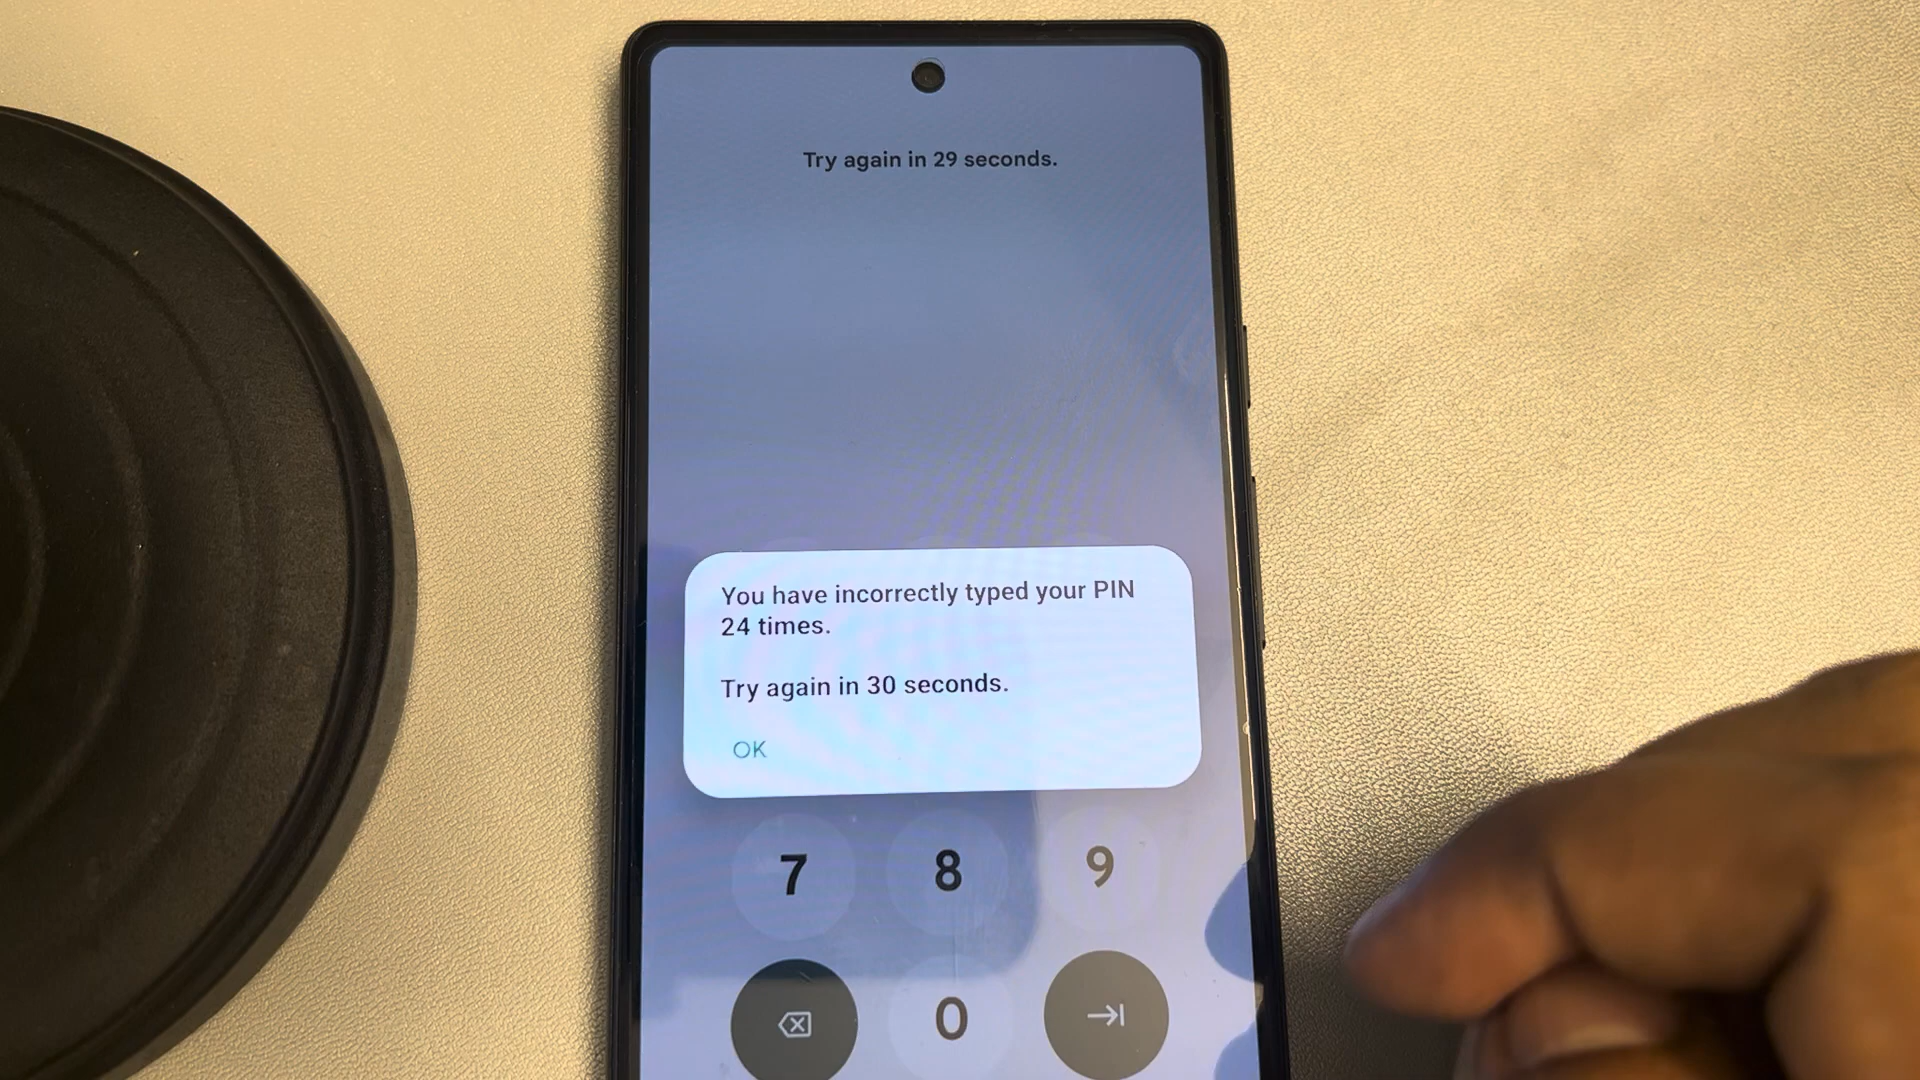 Try again in 29 seconds.
You have incorrectly typed your PIN
24 times.
Try again in 30 seconds.
OK
7 8 9
0